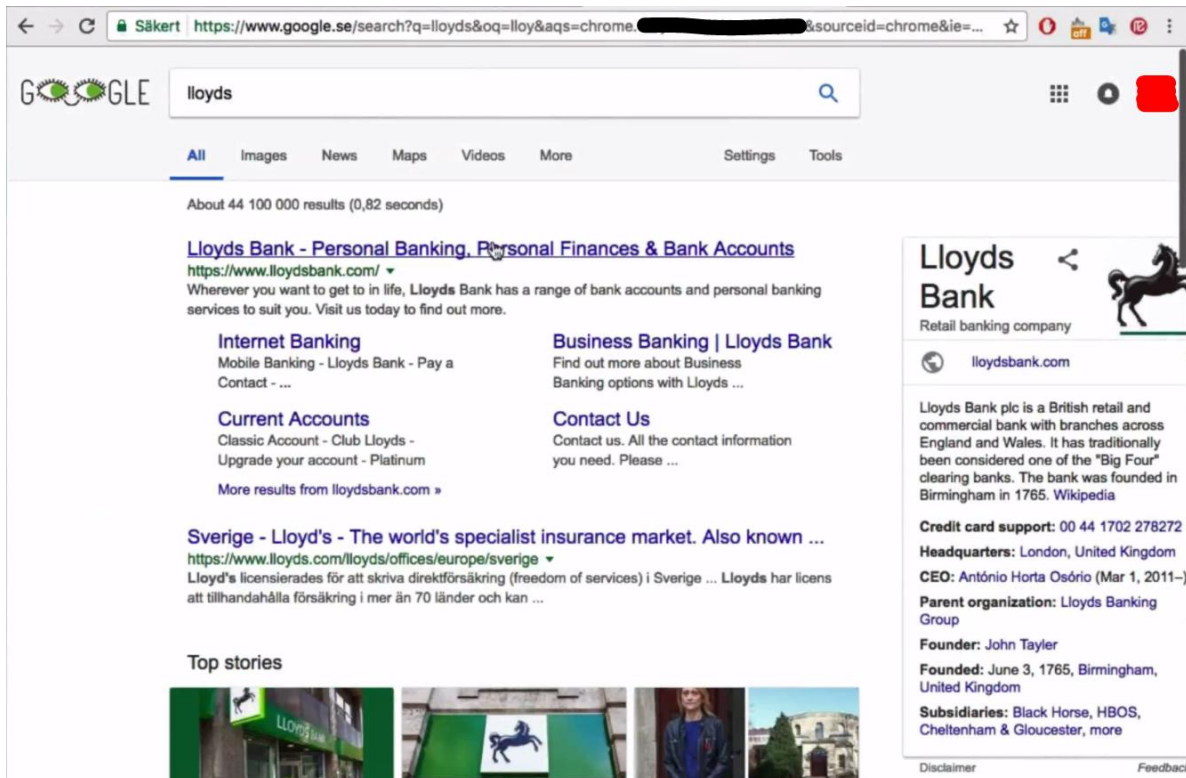 Säkert https://www.google.se/search?q=lloyds&oq=lloy&aqs=chrome. &sourceid=chrome&ie=...
off
GOOGLE
lloyds
All Images News Maps Videos More Settings Tools
About 44 100 000 results (0,82 seconds)
Lloyds Bank - Personal Banking, Personal Finances & Bank Accounts
https://www.lloydsbank.com/
Wherever you want to get to in life, Lloyds Bank has a range of bank accounts and personal banking
services to suit you. Visit us today to find out more.
Internet Banking
Mobile Banking - Lloyds Bank - Pay a
Contact - ...
Business Banking | Lloyds Bank
Find out more about Business
Banking options with Lloyds ...
Current Accounts
Classic Account - Club Lloyds -
Upgrade your account - Platinum
Contact Us
Contact us. All the contact information
you need. Please ...
More results from lloydsbank.com »
Sverige - Lloyd's - The world's specialist insurance market. Also known ...
https://www.lloyds.com/lloyds/offices/europe/sverige
Lloyd's licensierades för att skriva direktförsäkring (freedom of services) i Sverige ... Lloyds har licens
att tillhandahålla försäkring i mer än 70 länder och kan ...
Top stories
LLOYDS BANK
Lloyds
Bank
Retail banking company
lloydsbank.com
Lloyds Bank plc is a British retail and
commercial bank with branches across
England and Wales. It has traditionally
been considered one of the "Big Four"
clearing banks. The bank was founded in
Birmingham in 1765. Wikipedia
Credit card support: 00 44 1702 278272
Headquarters: London, United Kingdom
CEO: António Horta Osório (Mar 1, 2011–)
Parent organization: Lloyds Banking
Group
Founder: John Tayler
Founded: June 3, 1765, Birmingham,
United Kingdom
Subsidiaries: Black Horse, HBOS,
Cheltenham & Gloucester, more
Disclaimer Feedback